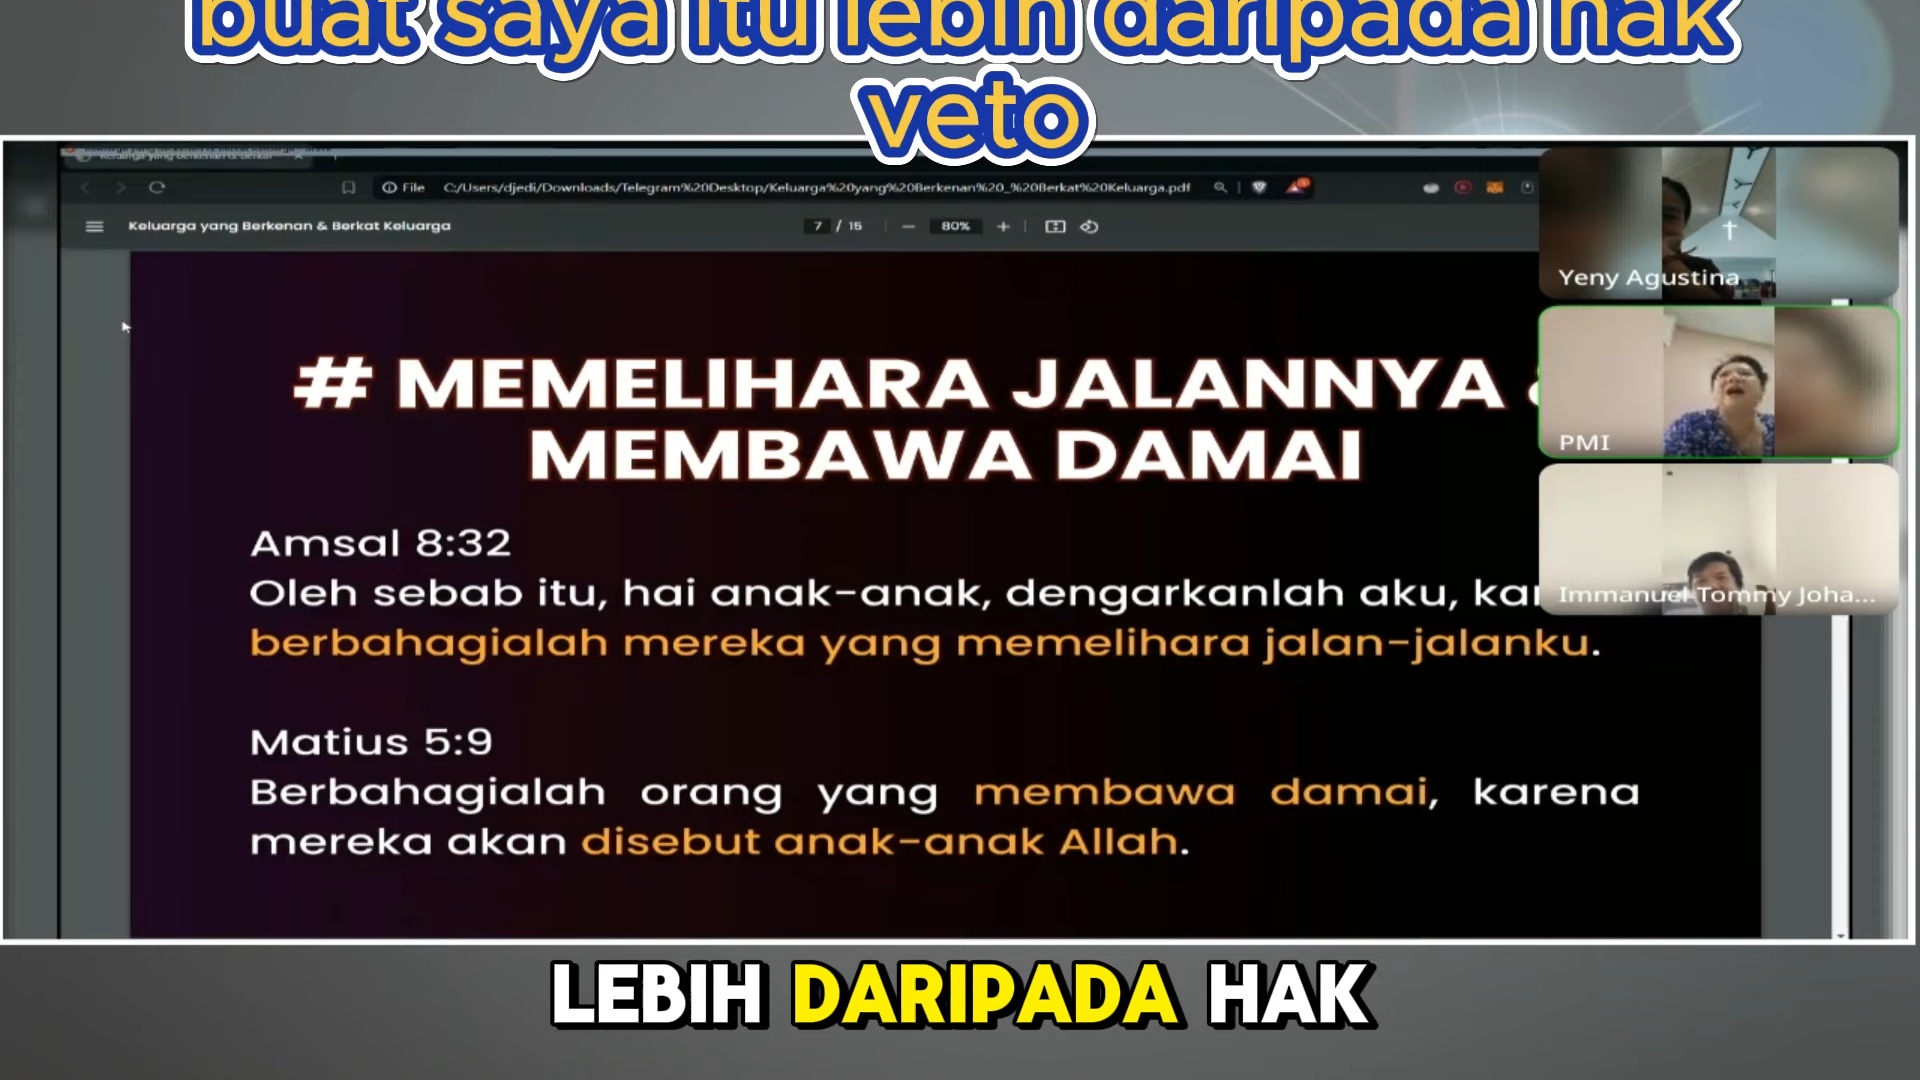 buat saya itu lebih daripada hak
veto
File C:/Users/djedi/Downloads/Telegram%20Desktop/Keluarga%20yang%20Berkenan%20_%20Berkat%20Keluarga.pdf
Keluarga yang Berkenan & Berkat Keluarga
7 / 15
80%
# MEMELIHARA JALANNYA
MEMBAWA DAMAI
Amsal 8:32
Oleh sebab itu, hai anak-anak, dengarkanlah aku, kar
berbahagialah mereka yang memelihara jalan-jalanku.
Matius 5:9
Berbahagialah orang yang membawa damai, karena
mereka akan disebut anak-anak Allah.
Yeny Agustina
PMI
Immanuel Tommy Joha...
LEBIH DARIPADA HAK